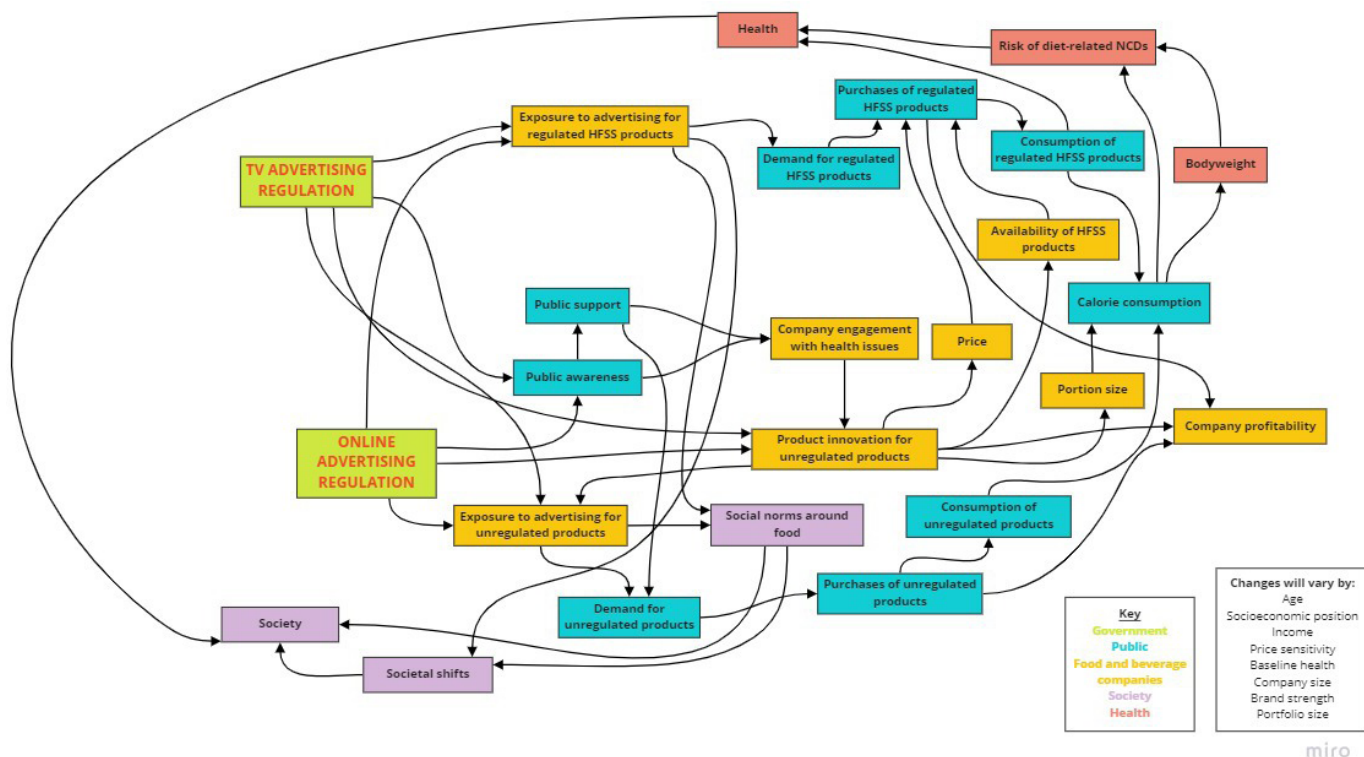 Health
Risk of diet-related NCDs
Purchases of regulated
HFSS products
Exposure to advertising for
regulated HFSS products
Consumption of
regulated HFSS products
Demand for regulated
HFSS products
Bodyweight
TV ADVERTISING
REGULATION
Availability of HFSS
products
Public support
Calorie consumption
Company engagement
with health issues
Price
Public awareness
Portion size
Company profitability
ONLINE
ADVERTISING
REGULATION
Product innovation for
unregulated products
Exposure to advertising for
unregulated products
Social norms around
food
Consumption of
unregulated products
Purchases of unregulated
products
Demand for
unregulated products
Society
Societal shifts
Key
Government
Public
Food and beverage
companies
Society
Health
Changes will vary by:
Age
Socioeconomic position
Income
Price sensitivity
Baseline health
Company size
Brand strength
Portfolio size
miro